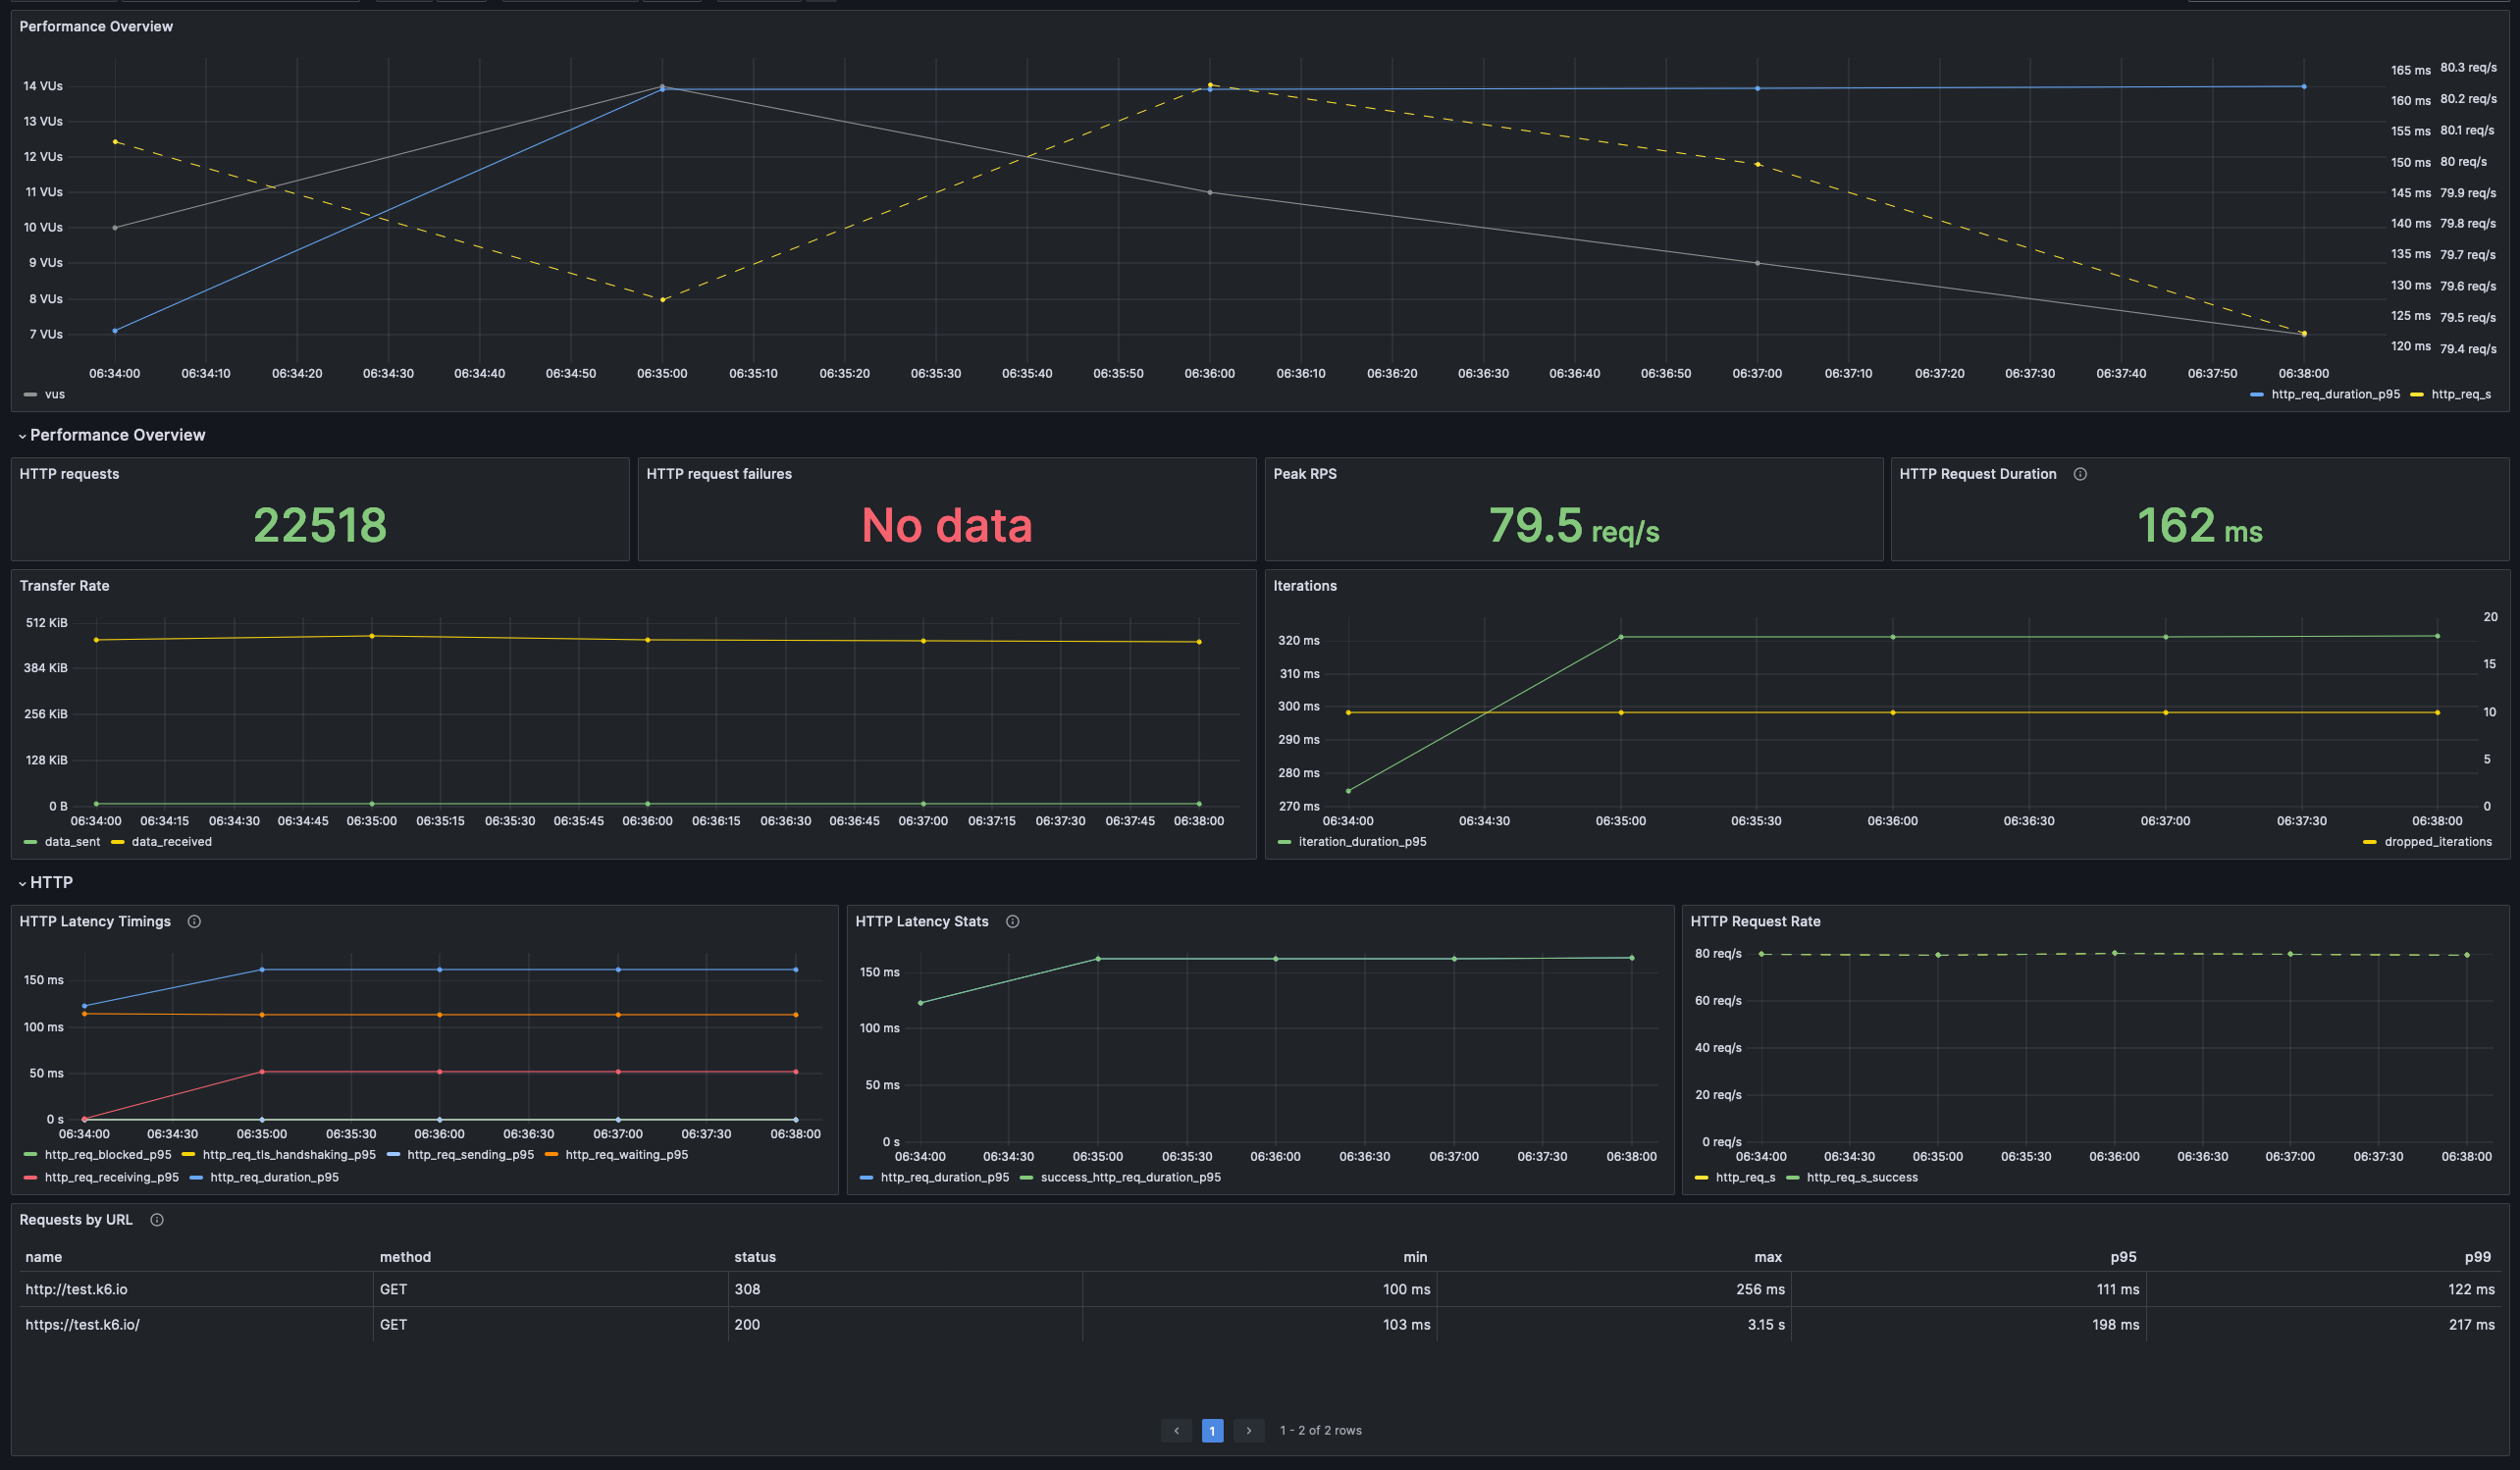 Performance Overview
14 VUs
13 VUs
12 VUs
11 VUs
10 VUs
9 VUs
8 VUs
7 VUs
165 ms 80.3 req/s
160 ms 80.2 req/s
155 ms 80.1 req/s
150 ms 80 req/s
145 ms 79.9 req/s
140 ms 79.8 req/s
135 ms 79.7 req/s
130 ms 79.6 req/s
125 ms 79.5 req/s
120 ms 79.4 req/s
06:34:00 06:34:10 06:34:20 06:34:30 06:34:40 06:34:50 06:35:00 06:35:10 06:35:20 06:35:30 06:35:40 06:35:50 06:36:00 06:36:10 06:36:20 06:36:30 06:36:40 06:36:50 06:37:00 06:37:10 06:37:20 06:37:30 06:37:40 06:37:50 06:38:00
vus http_req_duration_p95 http_req_s
Performance Overview
HTTP requests
22518
HTTP request failures
No data
Peak RPS
79.5 req/s
HTTP Request Duration
162 ms
Transfer Rate
512 KiB
384 KiB
256 KiB
128 KiB
0 B
06:34:00 06:34:15 06:34:30 06:34:45 06:35:00 06:35:15 06:35:30 06:35:45 06:36:00 06:36:15 06:36:30 06:36:45 06:37:00 06:37:15 06:37:30 06:37:45 06:38:00
data_sent data_received
Iterations
320 ms
310 ms
300 ms
290 ms
280 ms
270 ms
20
15
10
5
0
06:34:00 06:34:30 06:35:00 06:35:30 06:36:00 06:36:30 06:37:00 06:37:30 06:38:00
iteration_duration_p95 dropped_iterations
HTTP
HTTP Latency Timings
150 ms
100 ms
50 ms
0 s
06:34:00 06:34:30 06:35:00 06:35:30 06:36:00 06:36:30 06:37:00 06:37:30 06:38:00
http_req_blocked_p95 http_req_tls_handshaking_p95 http_req_sending_p95 http_req_waiting_p95
http_req_receiving_p95 http_req_duration_p95
HTTP Latency Stats
150 ms
100 ms
50 ms
0 s
06:34:00 06:34:30 06:35:00 06:35:30 06:36:00 06:36:30 06:37:00 06:37:30 06:38:00
http_req_duration_p95 success_http_req_duration_p95
HTTP Request Rate
80 req/s
60 req/s
40 req/s
20 req/s
0 req/s
06:34:00 06:34:30 06:35:00 06:35:30 06:36:00 06:36:30 06:37:00 06:37:30 06:38:00
http_req_s http_req_s_success
Requests by URL
name method status min max p95 p99
http://test.k6.io GET 308 100 ms 256 ms 111 ms 122 ms
https://test.k6.io/ GET 200 103 ms 3.15 s 198 ms 217 ms
1
1 - 2 of 2 rows